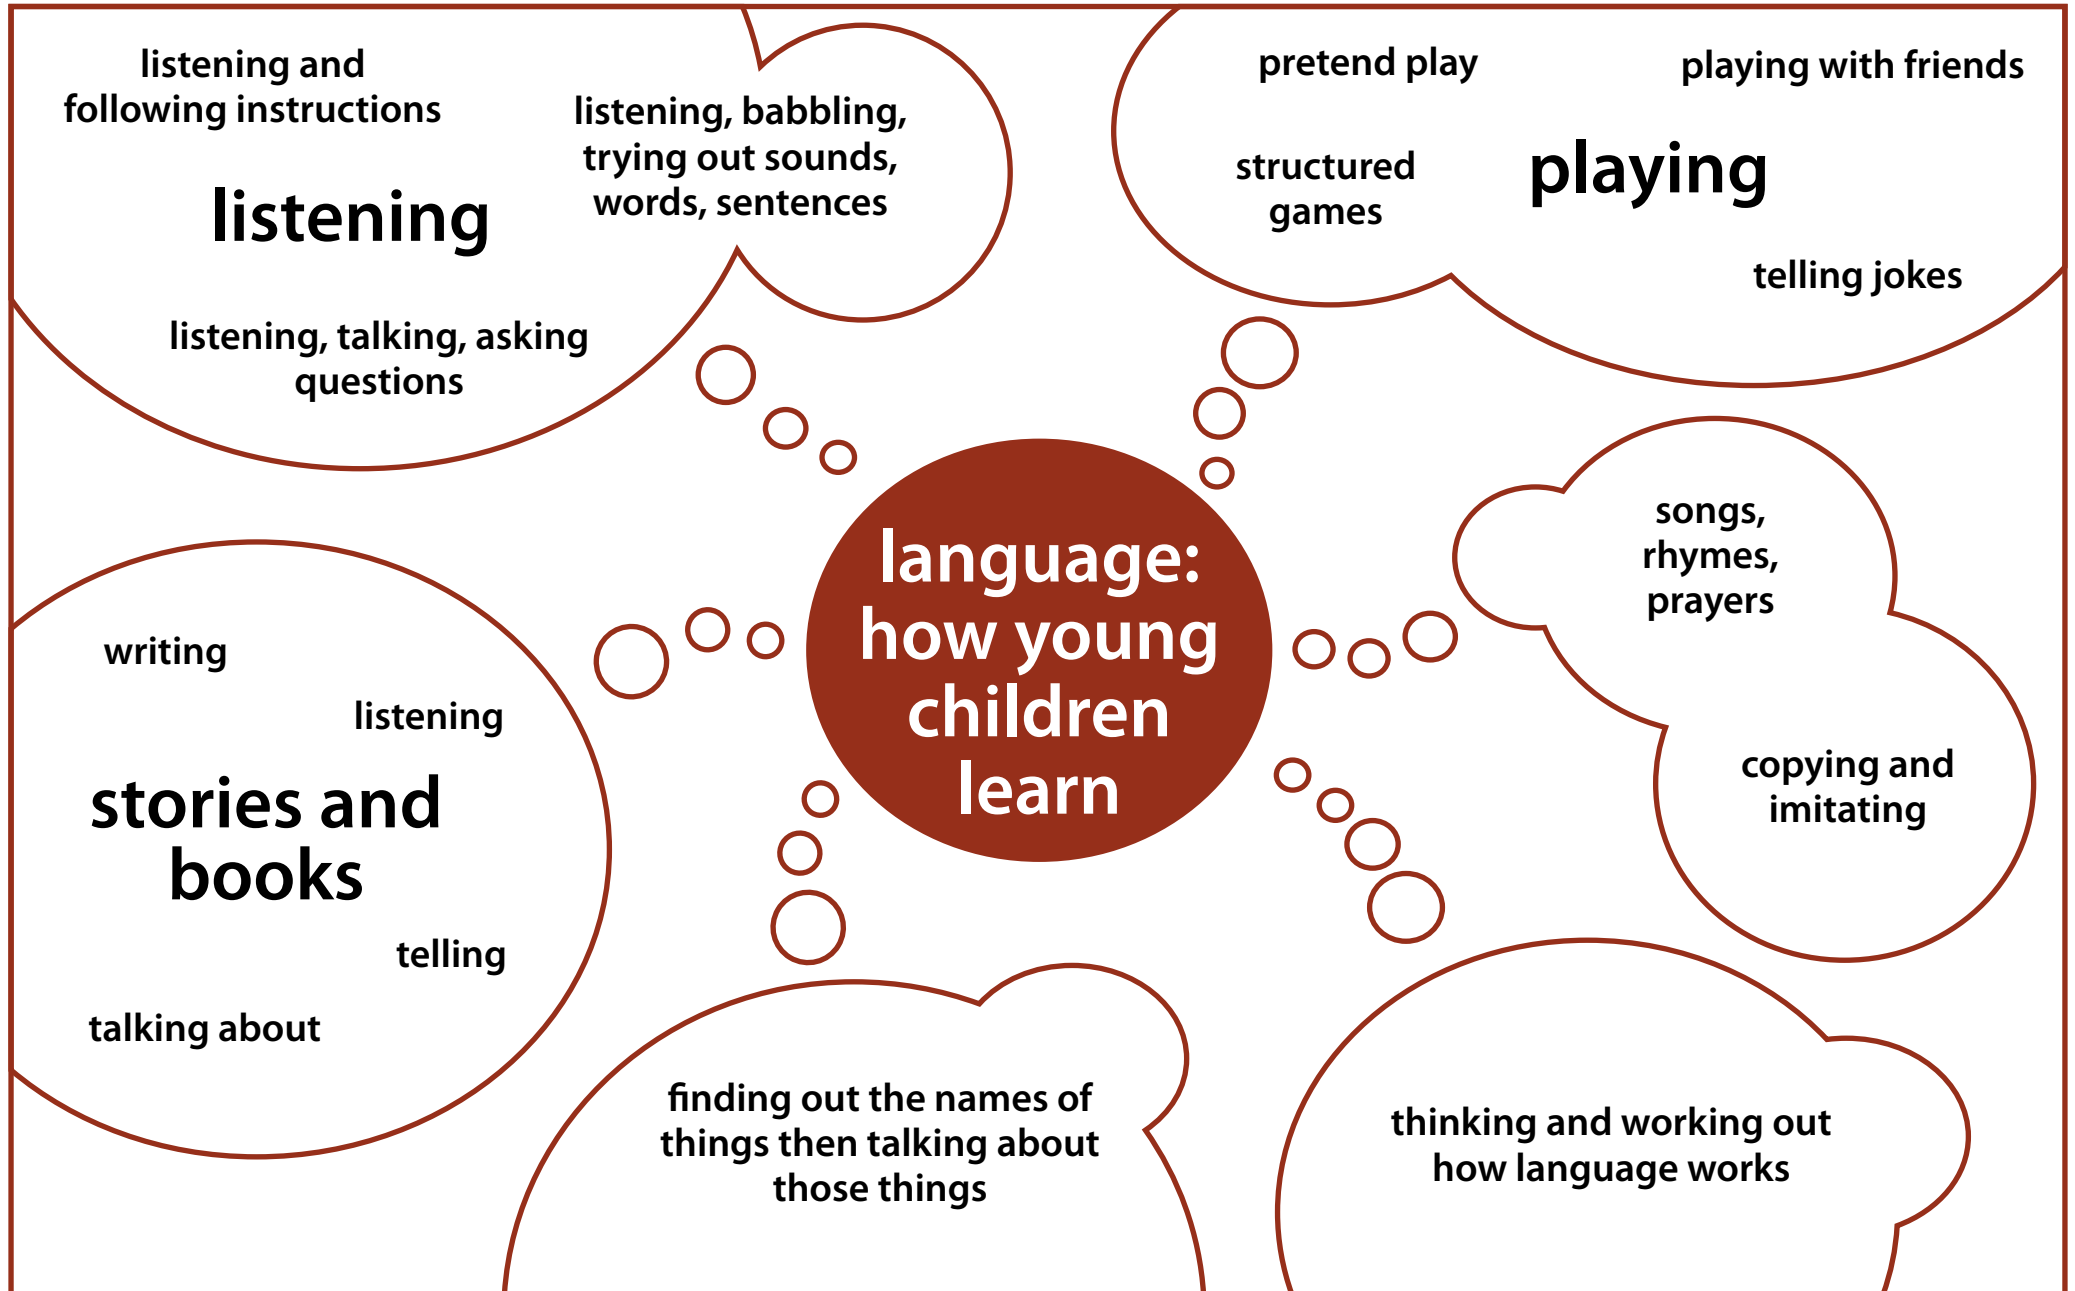 listening and
following instructions
listening, babbling,
trying out sounds,
words, sentences
listening
listening, talking, asking
questions
pretend play
playing with friends
structured
games
playing
telling jokes
language:
how young
children
learn
songs,
rhymes,
prayers
copying and
imitating
writing
listening
stories and
books
telling
talking about
finding out the names of
things then talking about
those things
thinking and working out
how language works